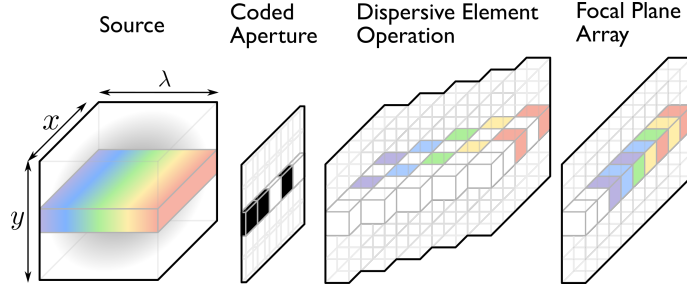 Source
Coded
Aperture
Dispersive Element
Operation
Focal Plane
Array
λ
x
y